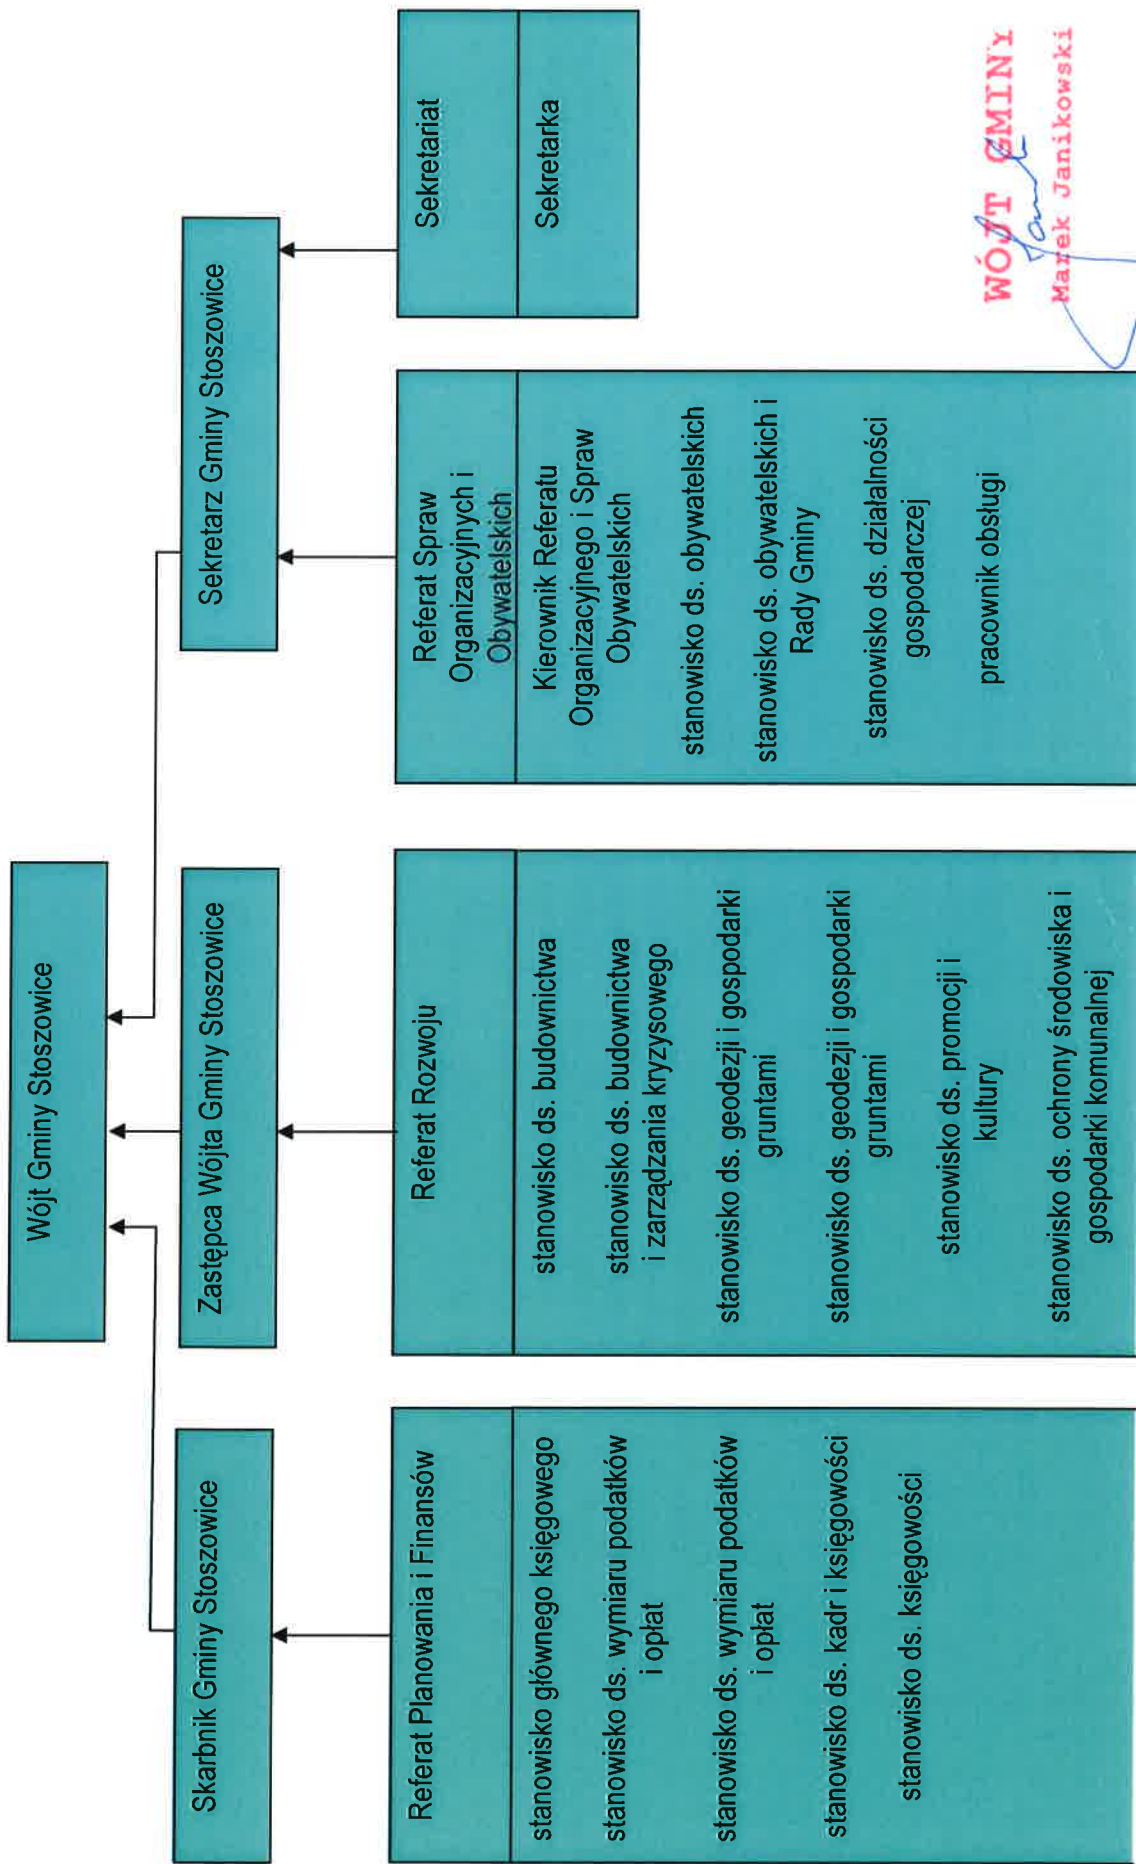 Wójt Gminy Stoszowice
Skarbnik Gminy Stoszowice
Zastępca Wójta Gminy Stoszowice
Sekretarz Gminy Stoszowice
Referat Planowania i Finansów
stanowisko głównego księgowego
stanowisko ds. wymiaru podatków
i opłat
stanowisko ds. wymiaru podatków
i opłat
stanowisko ds. kadr i księgowości
stanowisko ds. księgowości
Referat Rozwoju
stanowisko ds. budownictwa
stanowisko ds. budownictwa
i zarządzania kryzysowego
stanowisko ds. geodezji i gospodarki
gruntami
stanowisko ds. geodezji i gospodarki
gruntami
stanowisko ds. promocji i
kultury
stanowisko ds. ochrony środowiska i
gospodarki komunalnej
Referat Spraw
Organizacyjnych i
Obywatelskich
Kierownik Referatu
Organizacyjnego i Spraw
Obywatelskich
stanowisko ds. obywatelskich
stanowisko ds. obywatelskich i
Rady Gminy
stanowisko ds. działalności
gospodarczej
pracownik obsługi
Sekretariat
Sekretarka
WÓJT GMINY
Marek Janikowski